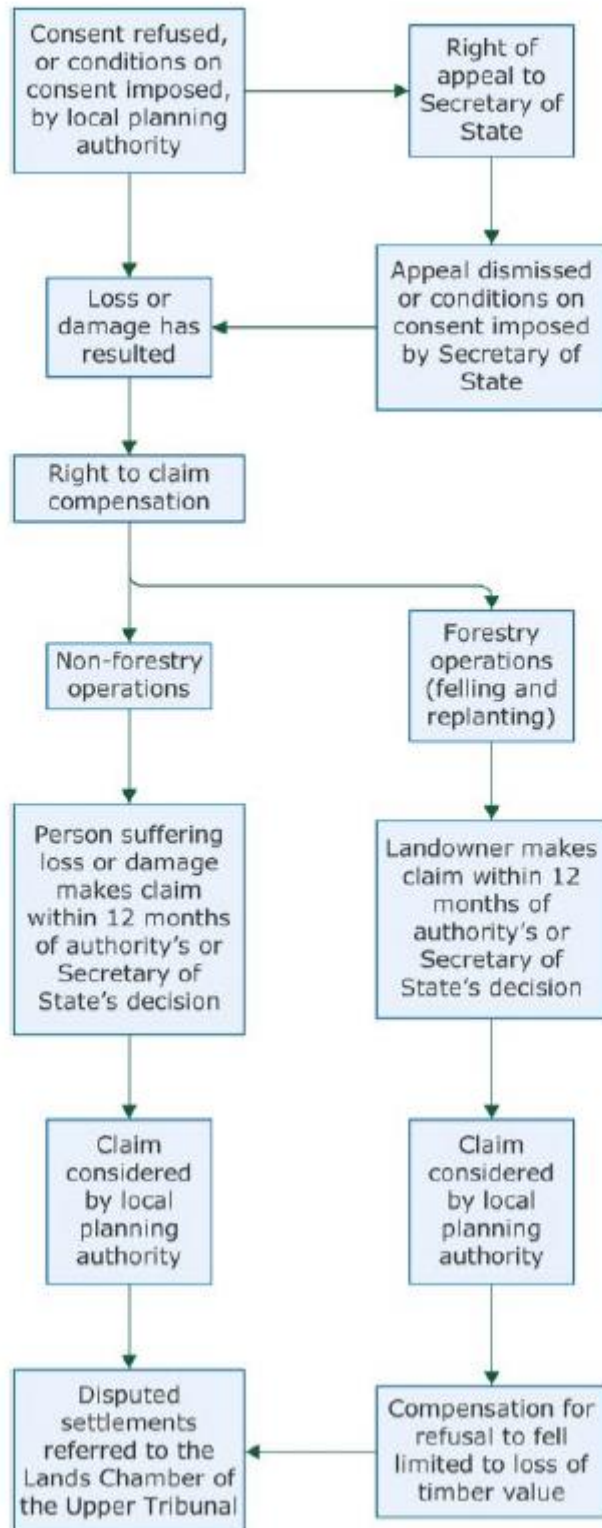 Consent refused,
or conditions on
consent imposed,
by local planning
authority
Right of
appeal to
Secretary of
State
Appeal dismissed
or conditions on
consent imposed
by Secretary of
State
Loss or
damage has
resulted
Right to claim
compensation
Non-forestry
operations
Forestry
operations
(felling and
replanting)
Person suffering
loss or damage
makes claim
within 12 months
of authority's or
Secretary of
State's decision
Landowner makes
claim within 12
months of
authority's or
Secretary of
State's decision
Claim
considered
by local
planning
authority
Claim
considered
by local
planning
authority
Disputed
settlements
referred to the
Lands Chamber of
the Upper Tribunal
Compensation for
refusal to fell
limited to loss of
timber value